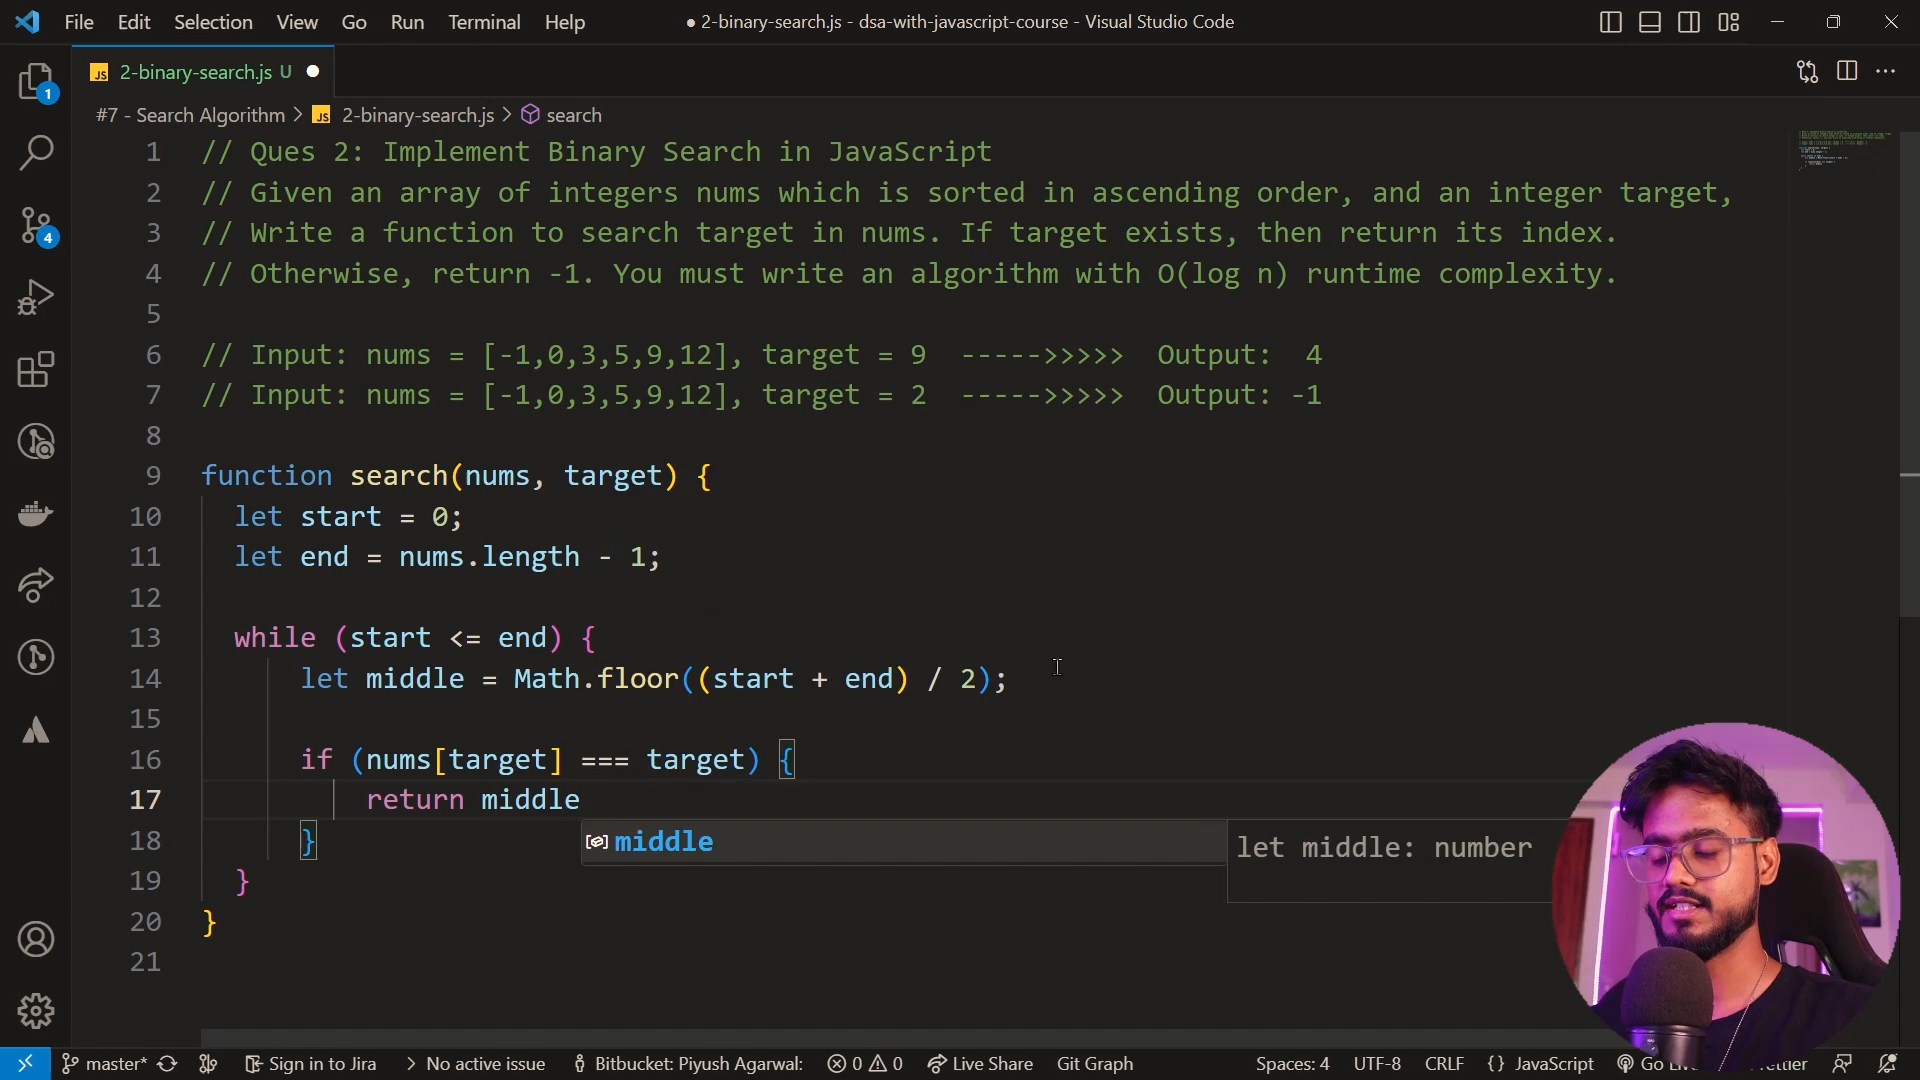 File Edit Selection View Go Run Terminal Help
● 2-binary-search.js - dsa-with-javascript-course - Visual Studio Code
JS 2-binary-search.js U ●
#7 - Search Algorithm > JS 2-binary-search.js > search
1 // Ques 2: Implement Binary Search in JavaScript
2 // Given an array of integers nums which is sorted in ascending order, and an integer target,
3 // Write a function to search target in nums. If target exists, then return its index.
4 // Otherwise, return -1. You must write an algorithm with O(log n) runtime complexity.
5
6 // Input: nums = [-1,0,3,5,9,12], target = 9  ----->>>>>  Output:  4
7 // Input: nums = [-1,0,3,5,9,12], target = 2  ----->>>>>  Output: -1
8
9 function search(nums, target) {
10   let start = 0;
11   let end = nums.length - 1;
12
13   while (start <= end) {
14       let middle = Math.floor((start + end) / 2);
15
16       if (nums[target] === target) {
17           return middle
middle
let middle: number
18       }
19   }
20 }
21
1
4
master* Sign in to Jira > No active issue Bitbucket: Piyush Agarwal: 0 0 Live Share Git Graph
Spaces: 4 UTF-8 CRLF {} JavaScript Go